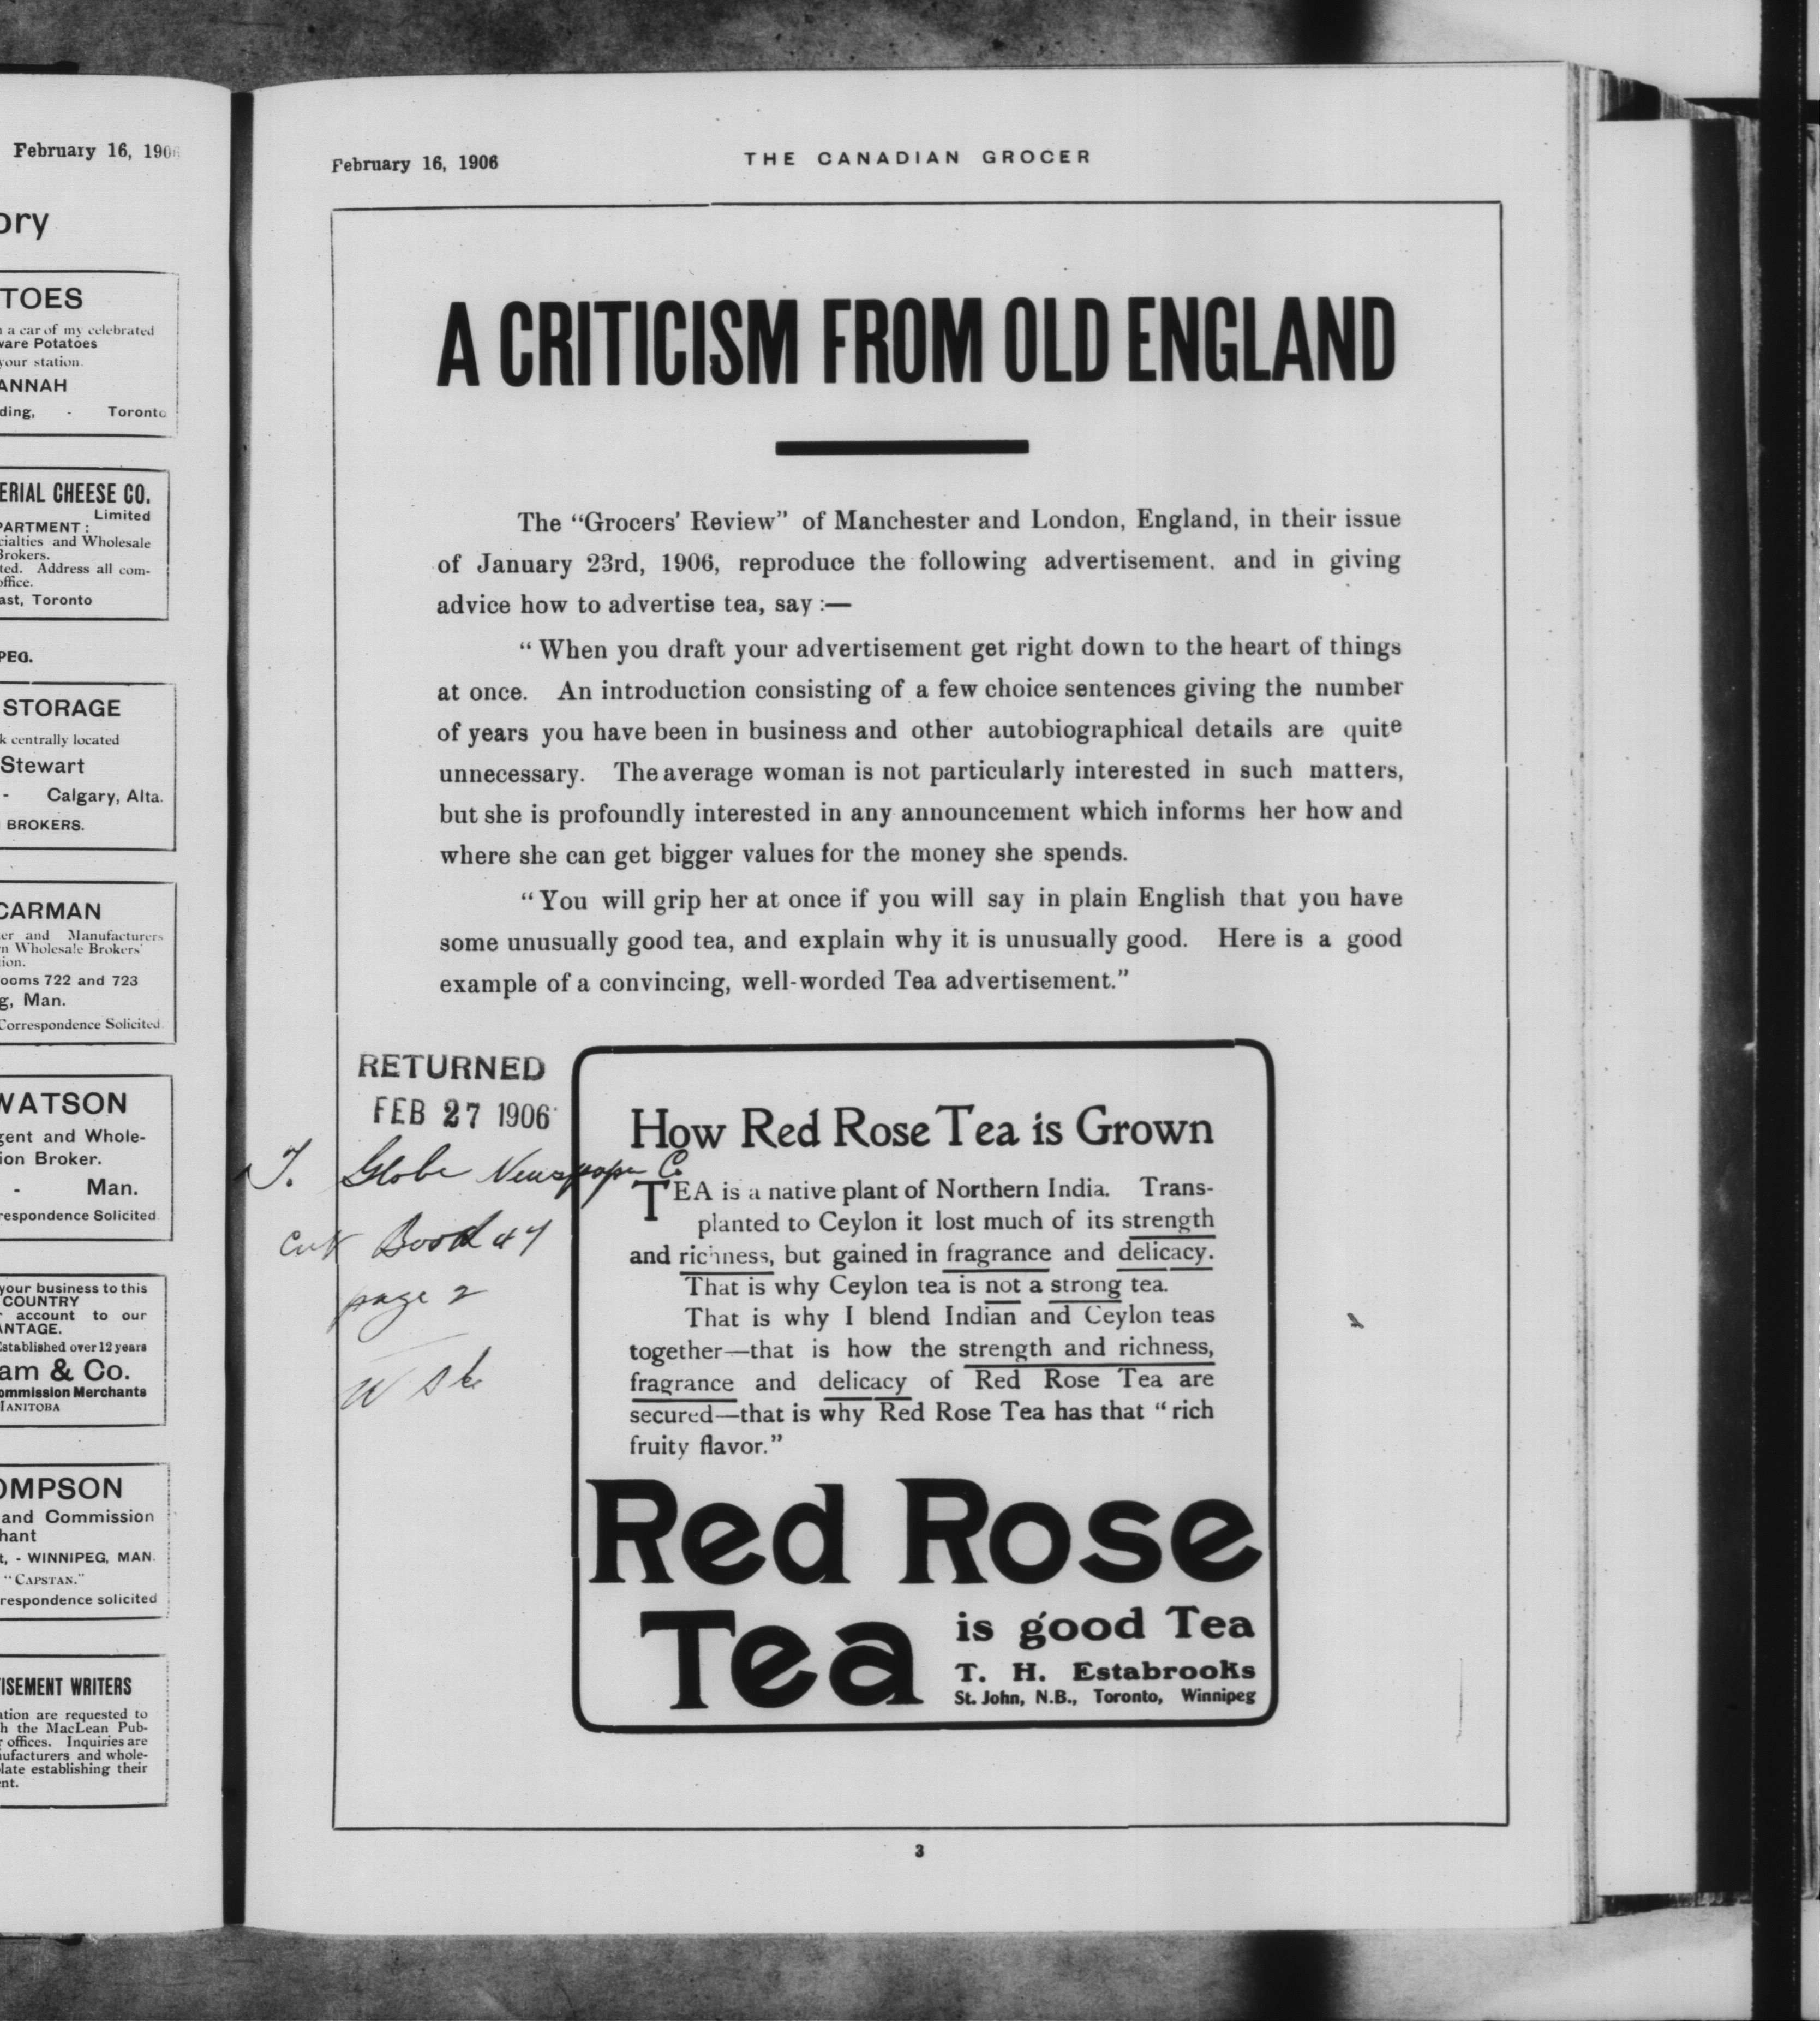 February 16, 1906
ory
TOES
a car of my celebrated
ware Potatoes
your station.
ANNAH
ding, - Toronto
ERIAL CHEESE CO.
Limited
PARTMENT:
cialties and Wholesale
Brokers.
ted. Address all com-
office.
ast, Toronto
PEG.
STORAGE
k centrally located
Stewart
- Calgary, Alta.
BROKERS.
CARMAN
er and Manufacturers
n Wholesale Brokers'
ion.
ooms 722 and 723
g, Man.
Correspondence Solicited.
WATSON
gent and Whole-
ion Broker.
- Man.
respondence Solicited.
your business to this
COUNTRY
account to our
ANTAGE.
Established over 12 years
am & Co.
ommission Merchants
MANITOBA
OMPSON
and Commission
hant
t, - WINNIPEG, MAN.
"CAPSTAN."
respondence solicited
ISEMENT WRITERS
ation are requested to
h the MacLean Pub-
r offices. Inquiries are
ufacturers and whole-
late establishing their
nt.
February 16, 1906
THE CANADIAN GROCER
A CRITICISM FROM OLD ENGLAND
The "Grocers' Review" of Manchester and London, England, in their issue
of January 23rd, 1906, reproduce the following advertisement. and in giving
advice how to advertise tea, say :—
"When you draft your advertisement get right down to the heart of things
at once. An introduction consisting of a few choice sentences giving the number
of years you have been in business and other autobiographical details are quite
unnecessary. The average woman is not particularly interested in such matters,
but she is profoundly interested in any announcement which informs her how and
where she can get bigger values for the money she spends.
"You will grip her at once if you will say in plain English that you have
some unusually good tea, and explain why it is unusually good. Here is a good
example of a convincing, well-worded Tea advertisement."
RETURNED
FEB 27 1906
T. Globe Newspaper Co
cut Book 47
page 2
How Red Rose Tea is Grown
TEA is a native plant of Northern India. Trans-
planted to Ceylon it lost much of its strength
and richness, but gained in fragrance and delicacy.
That is why Ceylon tea is not a strong tea.
That is why I blend Indian and Ceylon teas
together—that is how the strength and richness,
fragrance and delicacy of Red Rose Tea are
secured—that is why Red Rose Tea has that "rich
fruity flavor."
Red Rose
Tea
is good Tea
T. H. Estabrooks
St. John, N.B., Toronto, Winnipeg
3